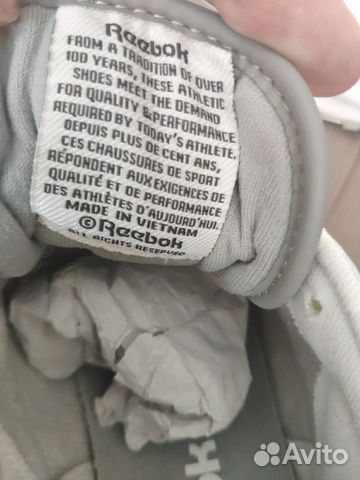 Reebok
FROM A TRADITION OF OVER
100 YEARS, THESE ATHLETIC
SHOES MEET THE DEMAND
FOR QUALITY & PERFORMANCE
REQUIRED BY TODAY'S ATHLETE.
DEPUIS PLUS DE CENT ANS,
CES CHAUSSURES DE SPORT
RÉPONDENT AUX EXIGENCES DE
QUALITÉ ET DE PERFORMANCE
DES ATHLÈTES D'AUJOURD'HUI.
MADE IN VIETNAM
©Reebok
ALL RIGHTS RESERVED
ok
Avito